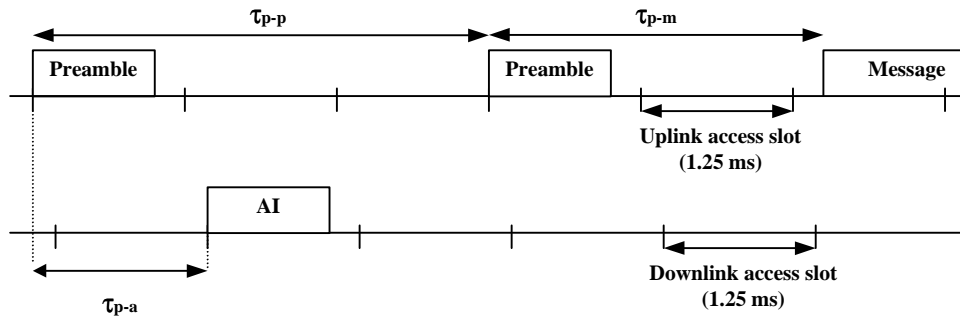 τp-p
τp-m
Preamble
Preamble
Message
Uplink access slot
(1.25 ms)
AI
Downlink access slot
(1.25 ms)
τp-a